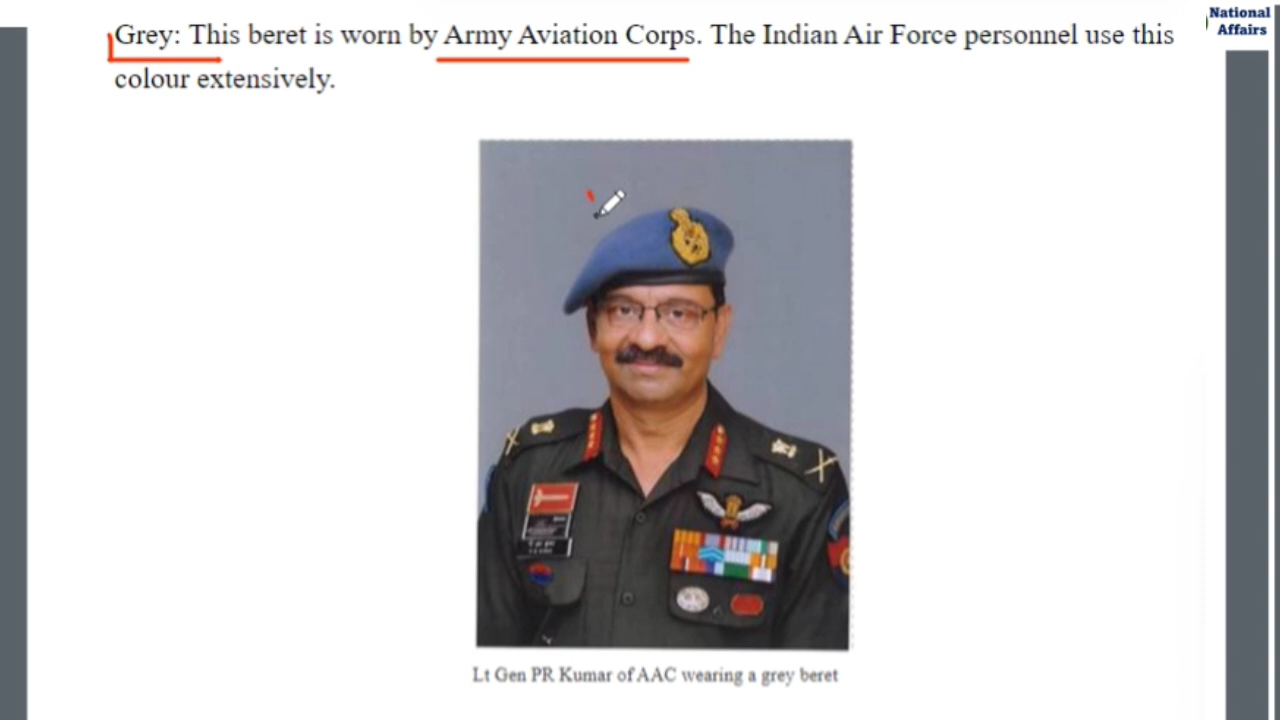 National
Affairs
Grey: This beret is worn by Army Aviation Corps. The Indian Air Force personnel use this
colour extensively.
Lt Gen PR Kumar of AAC wearing a grey beret